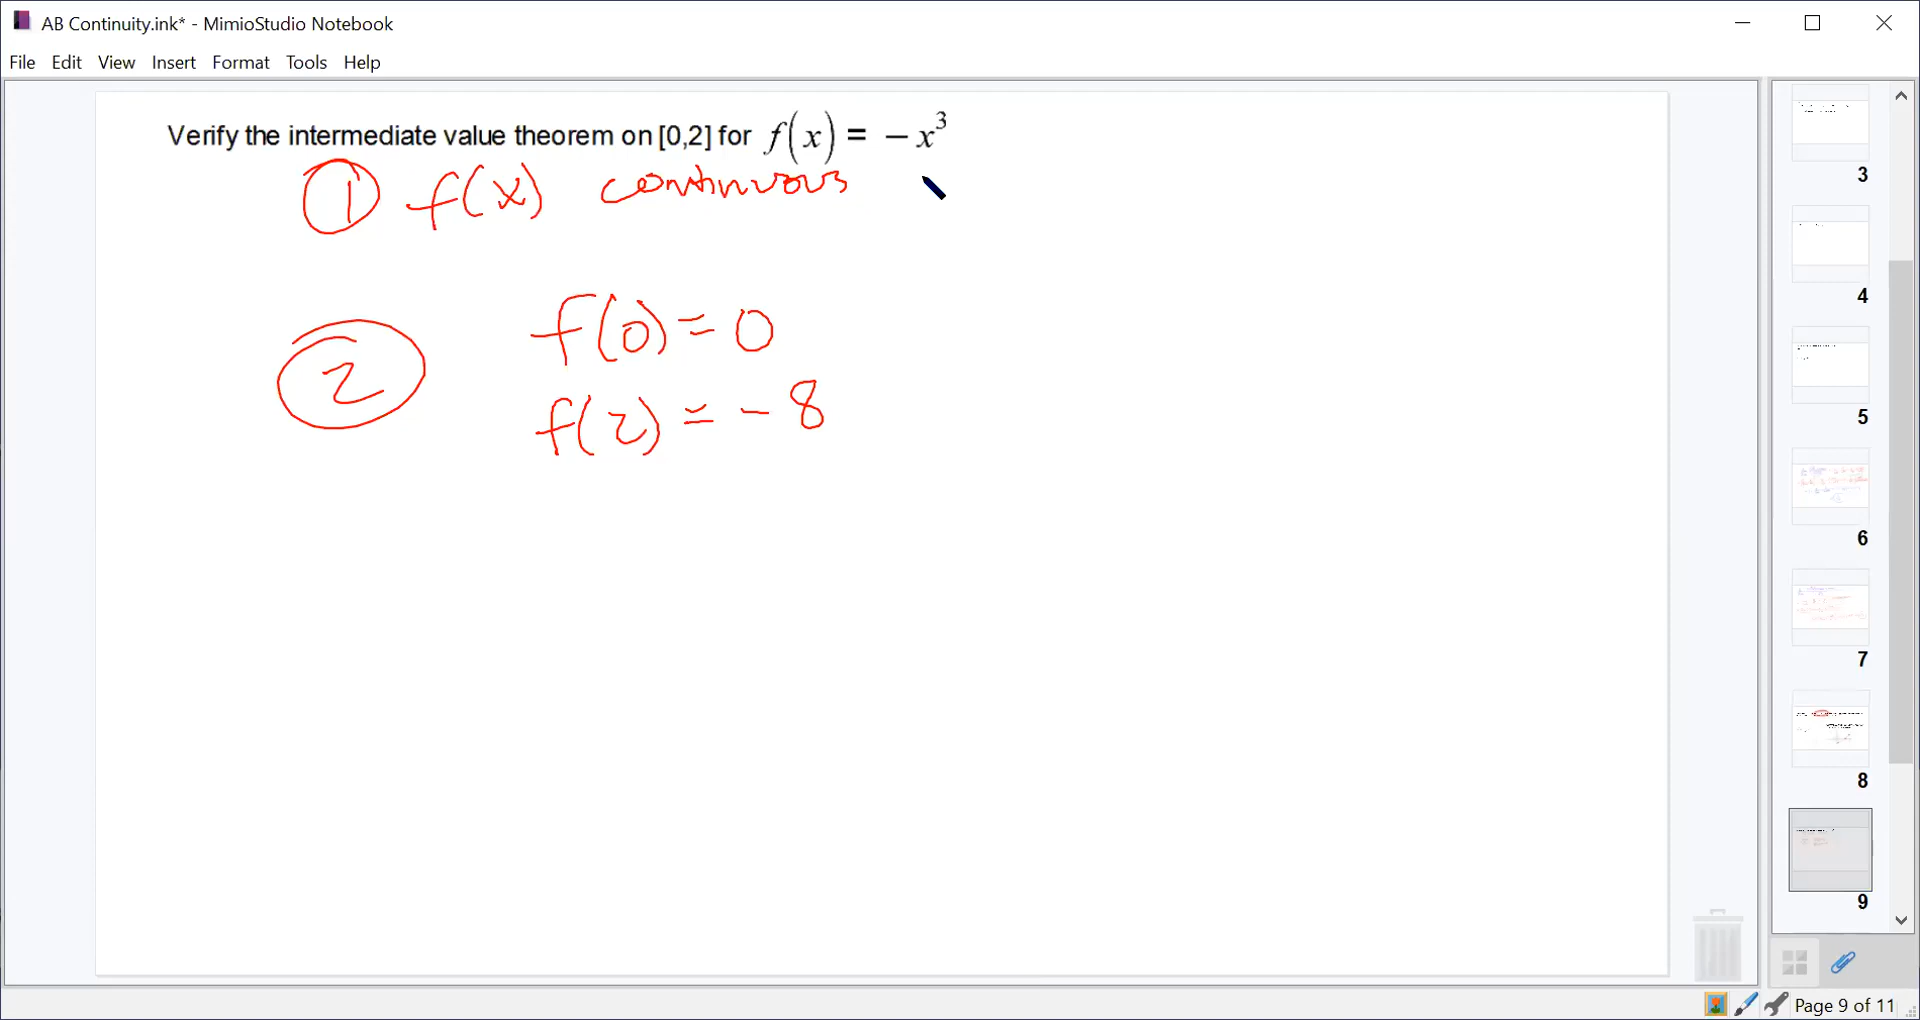 AB Continuity.ink* - MimioStudio Notebook
File Edit View Insert Format Tools Help
Verify the intermediate value theorem on [0,2] for f(x) = −x³
① f(x) continuous
② f(0) = 0
f(2) = -8
3
4
5
6
7
8
9
Page 9 of 11